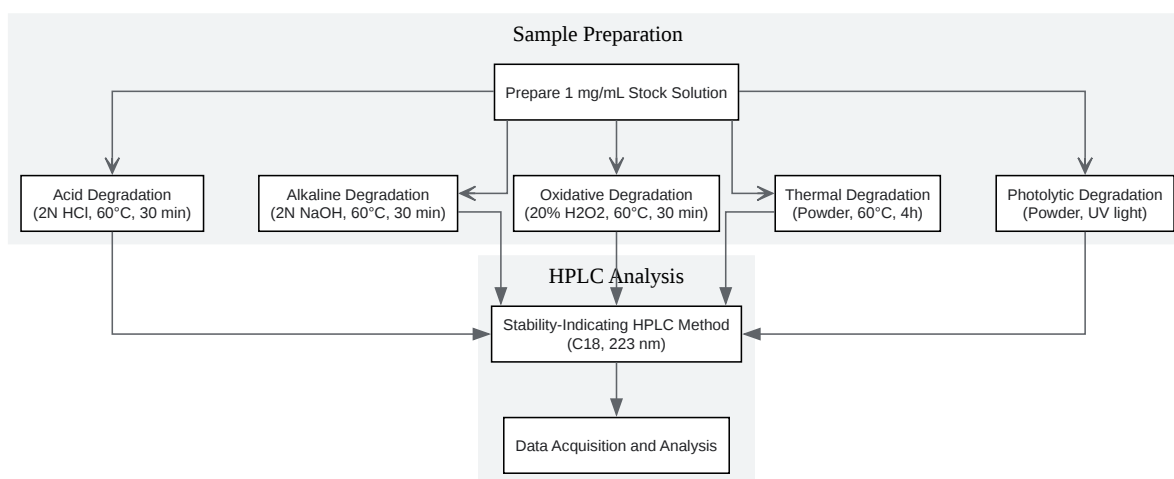 Sample Preparation
Prepare 1 mg/mL Stock Solution
Acid Degradation
(2N HCl, 60°C, 30 min)
Alkaline Degradation
(2N NaOH, 60°C, 30 min)
Oxidative Degradation
(20% H2O2, 60°C, 30 min)
Thermal Degradation
(Powder, 60°C, 4h)
Photolytic Degradation
(Powder, UV light)
HPLC Analysis
Stability-Indicating HPLC Method
(C18, 223 nm)
Data Acquisition and Analysis